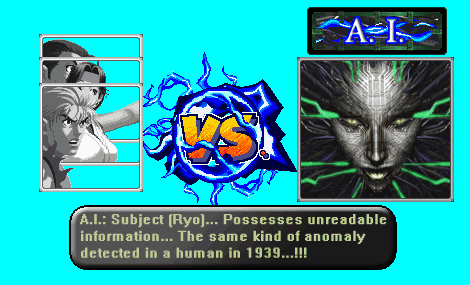 A. I.
VS.
A.I.: Subject (Ryo)... Possesses unreadable
information... The same kind of anomaly
detected in a human in 1939...!!!